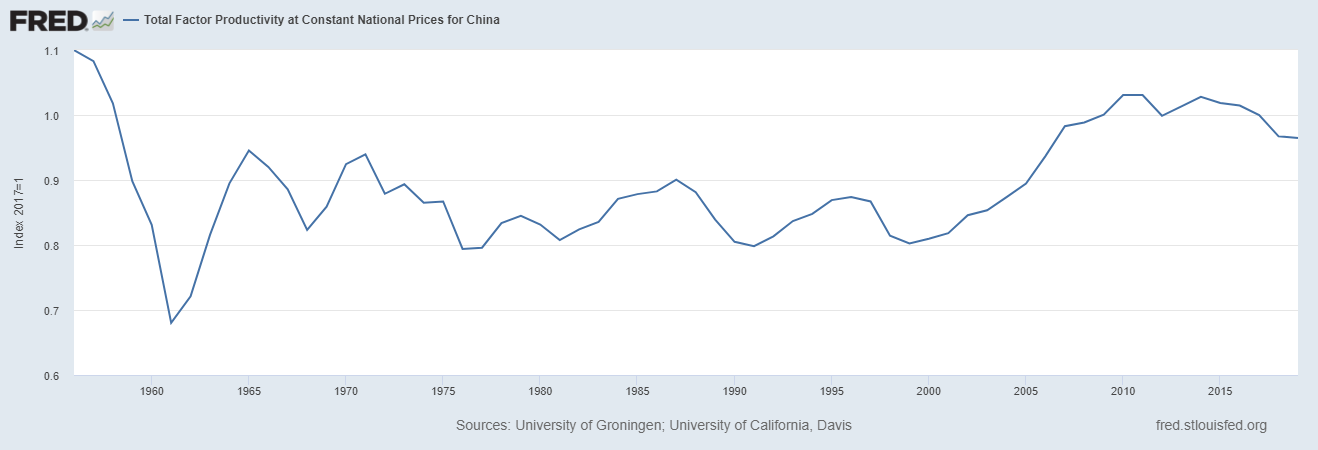 FRED
Total Factor Productivity at Constant National Prices for China
1.1
1.0
0.9
0.8
0.7
0.6
Index 2017=1
1960 1965 1970 1975 1980 1985 1990 1995 2000 2005 2010 2015
Sources: University of Groningen; University of California, Davis
fred.stlouisfed.org